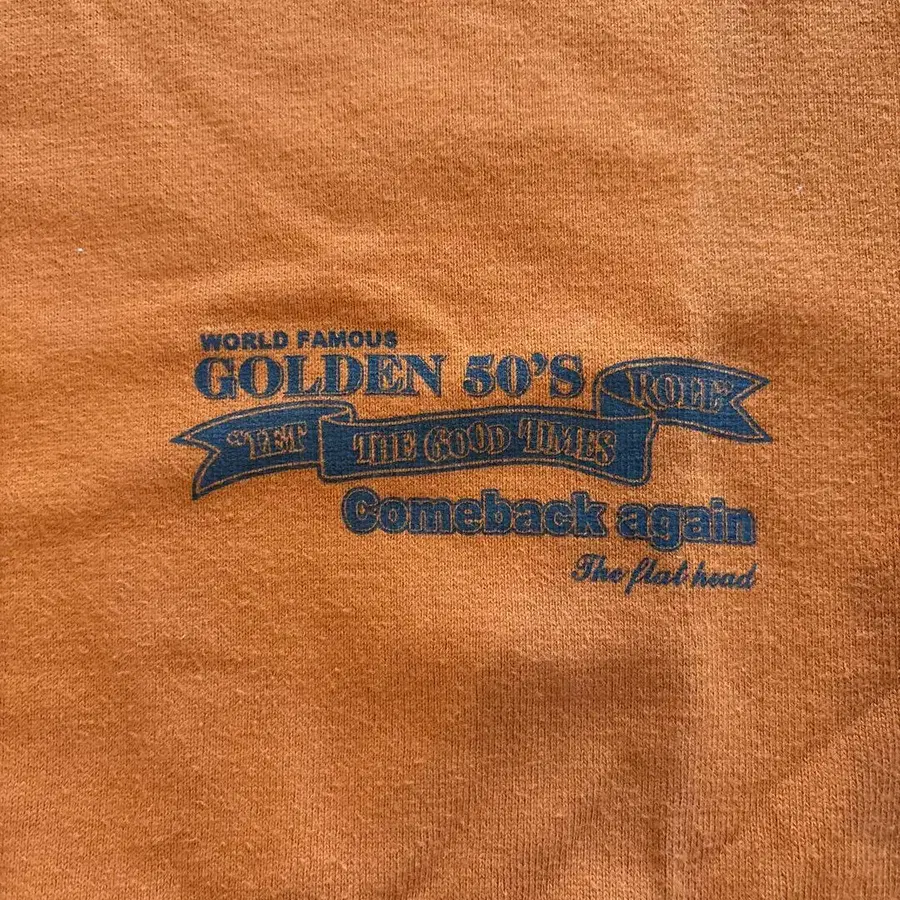 WORLD FAMOUS
GOLDEN 50'S
"LET THE GOOD TIMES ROLL"
Comeback again
The flat head